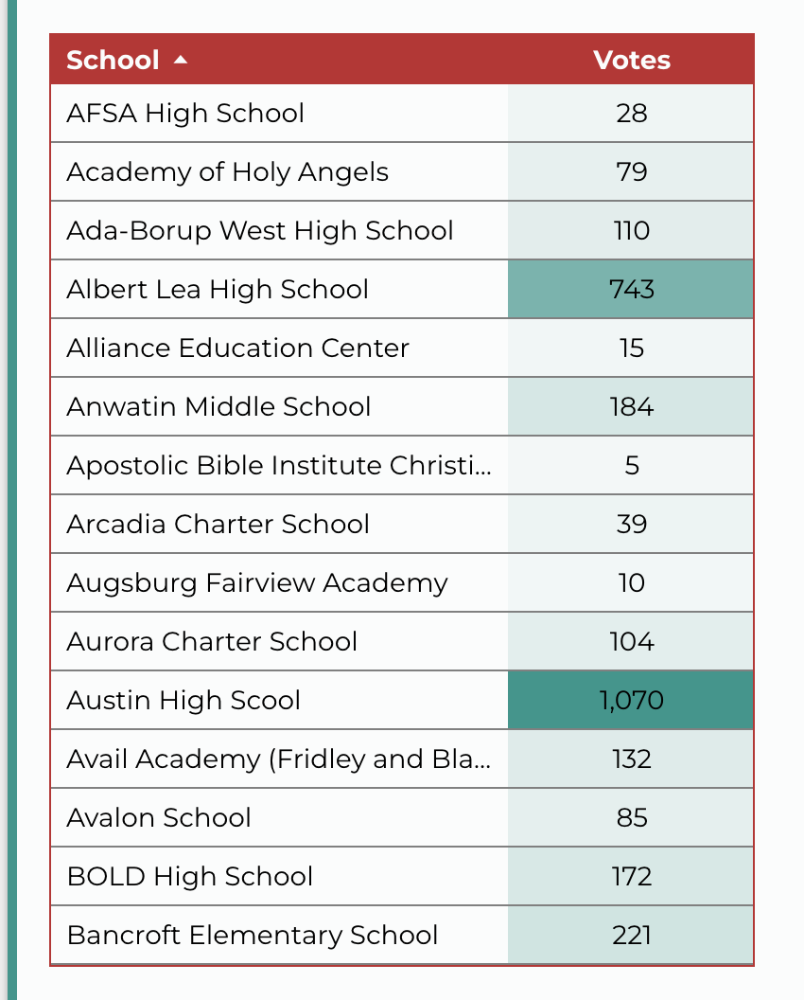 School ▲ Votes
AFSA High School 28
Academy of Holy Angels 79
Ada-Borup West High School 110
Albert Lea High School 743
Alliance Education Center 15
Anwatin Middle School 184
Apostolic Bible Institute Christi... 5
Arcadia Charter School 39
Augsburg Fairview Academy 10
Aurora Charter School 104
Austin High Scool 1,070
Avail Academy (Fridley and Bla... 132
Avalon School 85
BOLD High School 172
Bancroft Elementary School 221